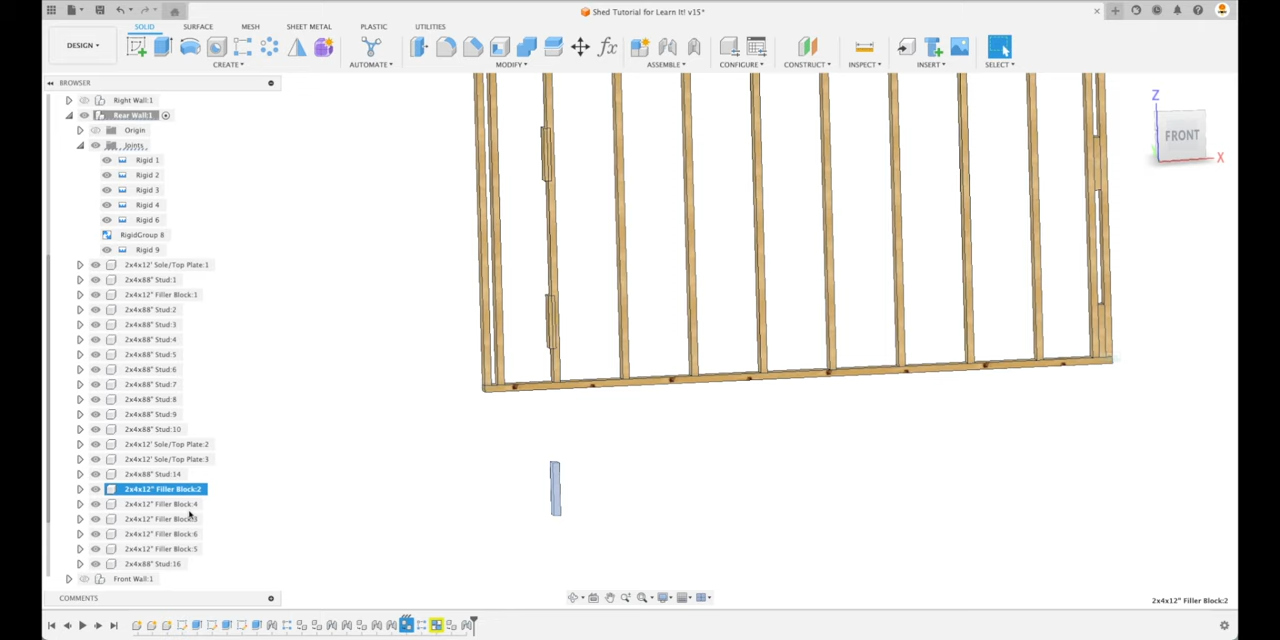 Shed Tutorial for Learn It! v15*
DESIGN
SOLID SURFACE MESH SHEET METAL PLASTIC UTILITIES
CREATE AUTOMATE MODIFY ASSEMBLE CONFIGURE CONSTRUCT INSPECT INSERT SELECT
BROWSER
Right Wall:1
Rear Wall:1
Origin
Joints
Rigid 1
Rigid 2
Rigid 3
Rigid 4
Rigid 6
RigidGroup 8
Rigid 9
2x4x12' Sole/Top Plate:1
2x4x88" Stud:1
2x4x12" Filler Block:1
2x4x88" Stud:2
2x4x88" Stud:3
2x4x88" Stud:4
2x4x88" Stud:5
2x4x88" Stud:6
2x4x88" Stud:7
2x4x88" Stud:8
2x4x88" Stud:9
2x4x88" Stud:10
2x4x12' Sole/Top Plate:2
2x4x12' Sole/Top Plate:3
2x4x88" Stud:14
2x4x12" Filler Block:2
2x4x12" Filler Block:4
2x4x12" Filler Block:3
2x4x12" Filler Block:6
2x4x12" Filler Block:5
2x4x88" Stud:16
Front Wall:1
COMMENTS
Z
FRONT
X
2x4x12" Filler Block:2